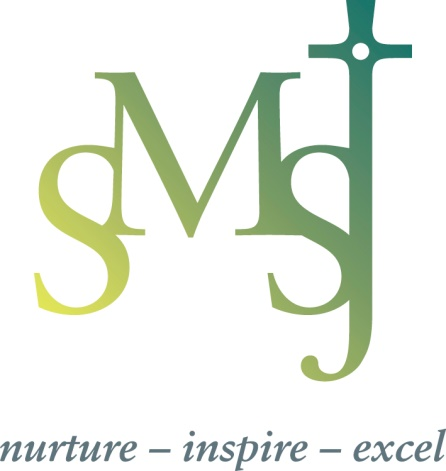 SMSJ
nurture – inspire – excel